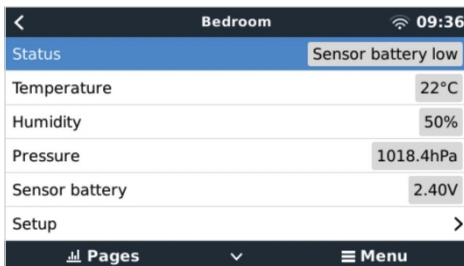 Bedroom 09:36
Status Sensor battery low
Temperature 22°C
Humidity 50%
Pressure 1018.4hPa
Sensor battery 2.40V
Setup
Pages Menu